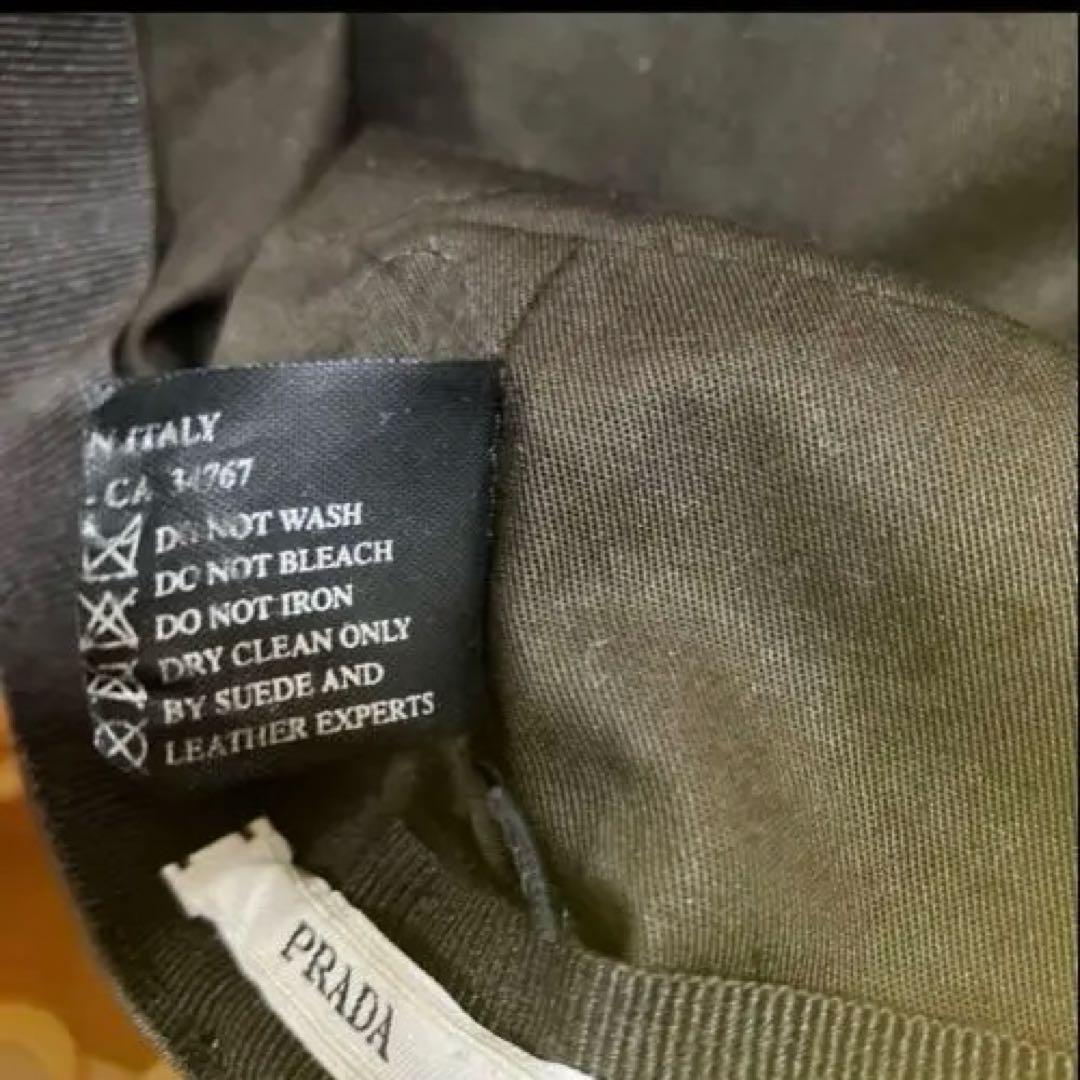 N ITALY
- CA 34767
DO NOT WASH
DO NOT BLEACH
DO NOT IRON
DRY CLEAN ONLY
BY SUEDE AND
LEATHER EXPERTS
PRADA